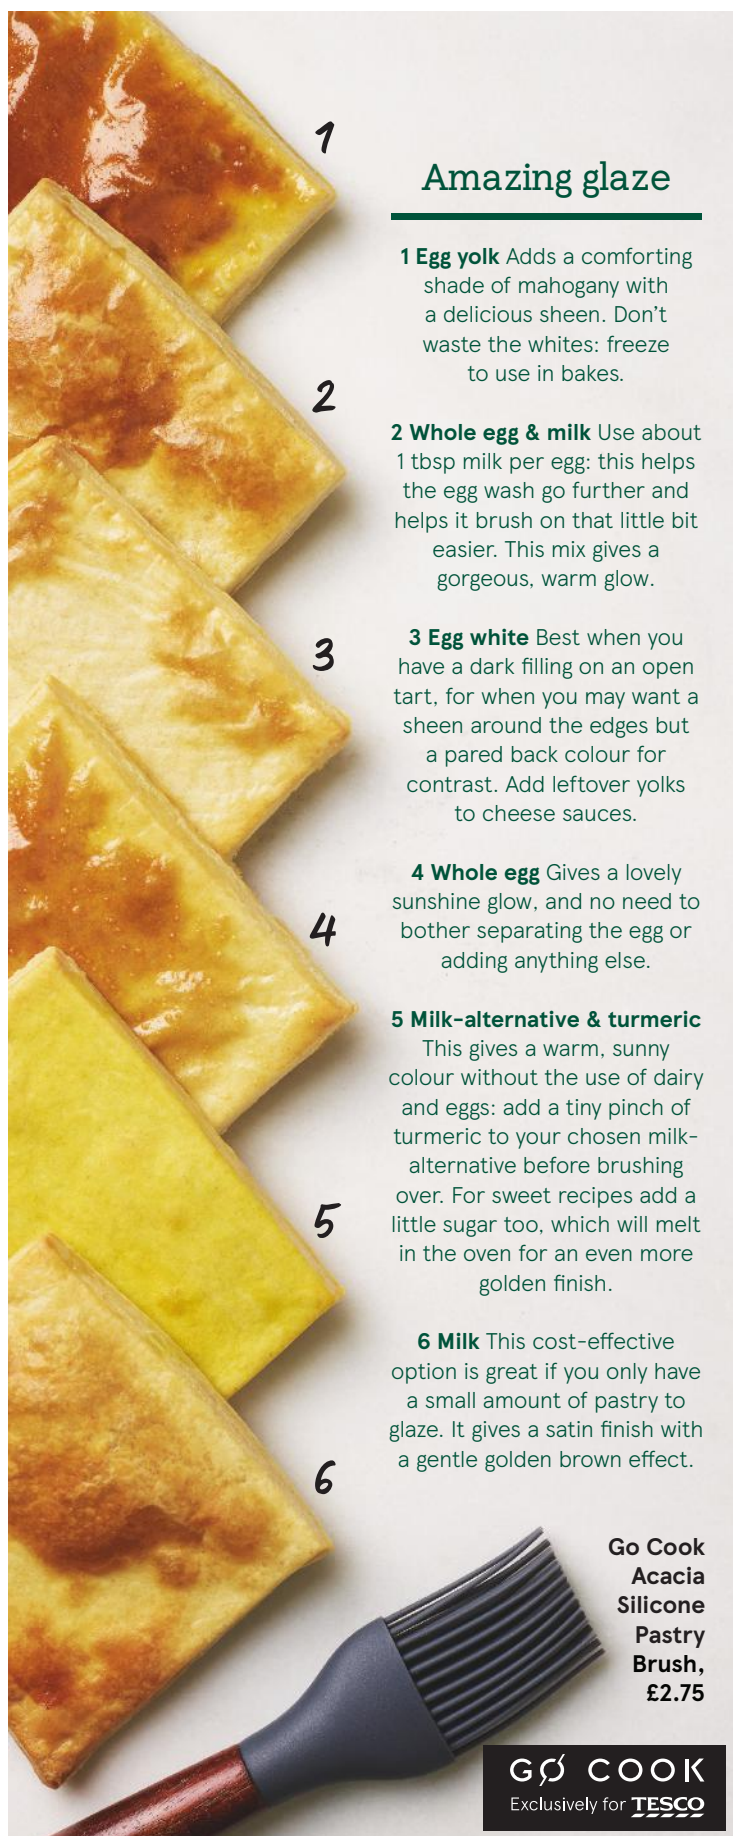 1
Amazing glaze
1 Egg yolk Adds a comforting
shade of mahogany with
a delicious sheen. Don't
waste the whites: freeze
to use in bakes.
2
2 Whole egg & milk Use about
1 tbsp milk per egg: this helps
the egg wash go further and
helps it brush on that little bit
easier. This mix gives a
gorgeous, warm glow.
3
3 Egg white Best when you
have a dark filling on an open
tart, for when you may want a
sheen around the edges but
a pared back colour for
contrast. Add leftover yolks
to cheese sauces.
4
4 Whole egg Gives a lovely
sunshine glow, and no need to
bother separating the egg or
adding anything else.
5
5 Milk-alternative & turmeric
This gives a warm, sunny
colour without the use of dairy
and eggs: add a tiny pinch of
turmeric to your chosen milk-
alternative before brushing
over. For sweet recipes add a
little sugar too, which will melt
in the oven for an even more
golden finish.
6
6 Milk This cost-effective
option is great if you only have
a small amount of pastry to
glaze. It gives a satin finish with
a gentle golden brown effect.
Go Cook
Acacia
Silicone
Pastry
Brush,
£2.75
GO COOK
Exclusively for TESCO